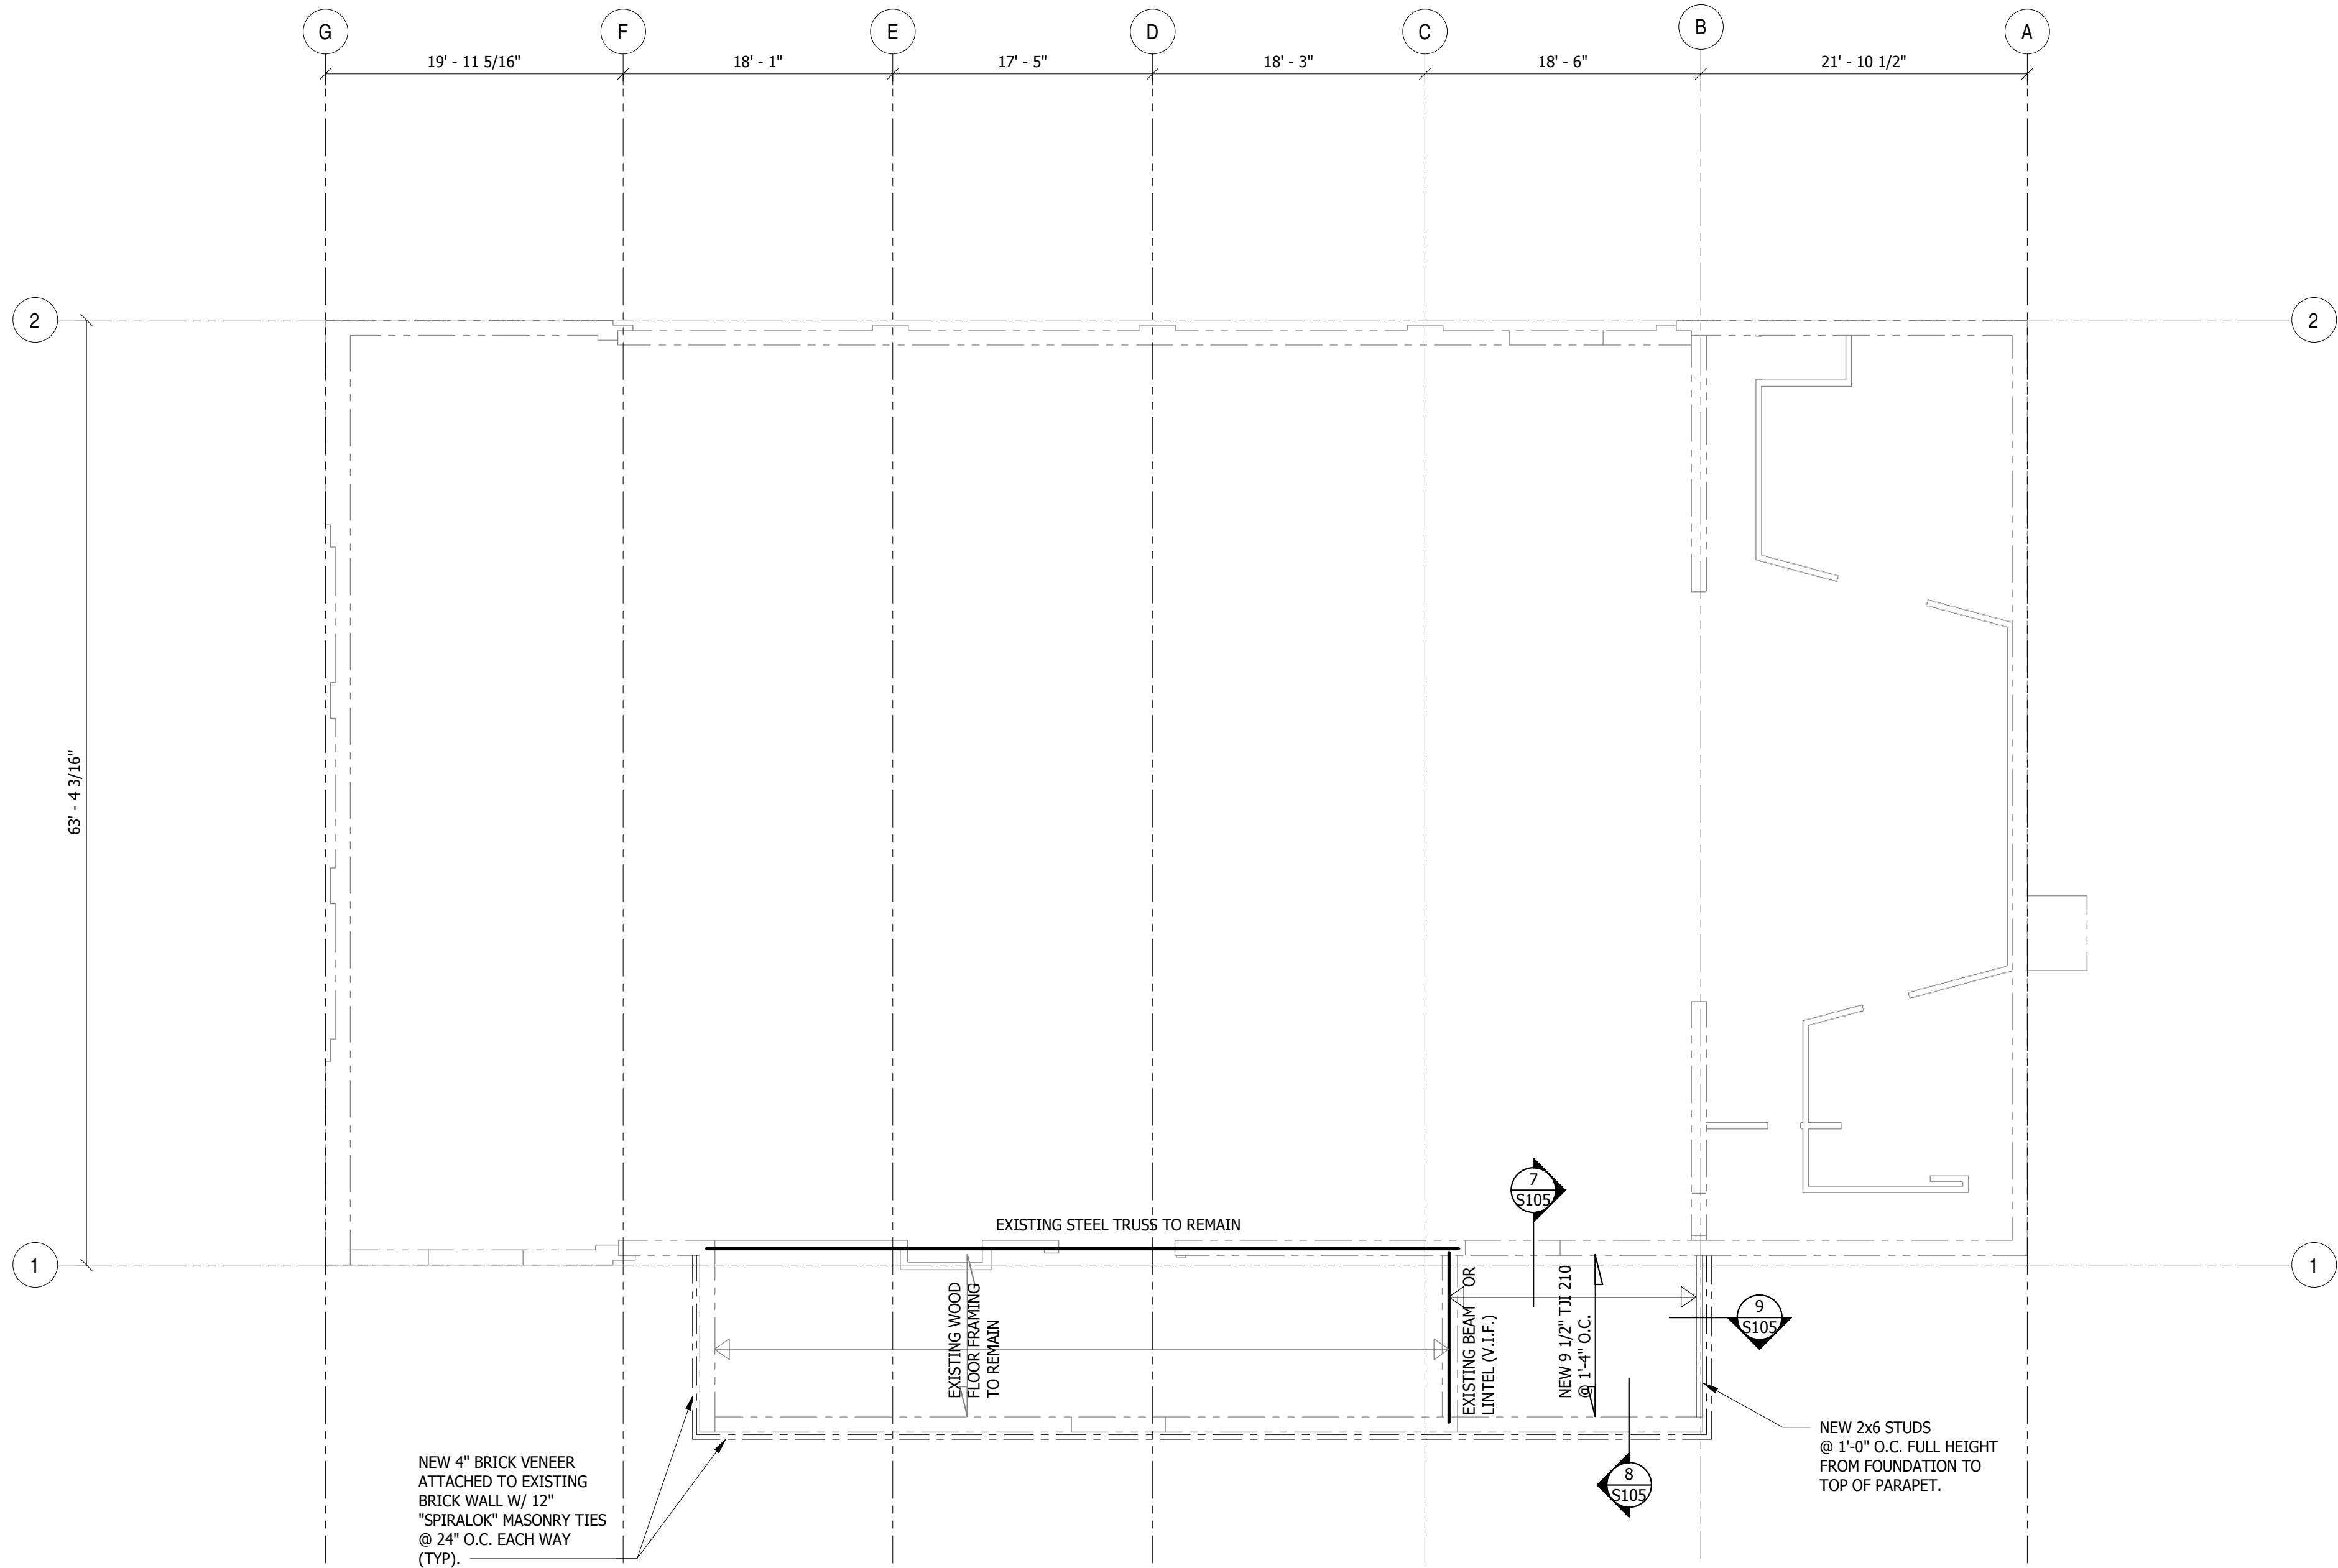 G
F
E
D
C
B
A
19' - 11 5/16"
18' - 1"
17' - 5"
18' - 3"
18' - 6"
21' - 10 1/2"
2
2
63' - 4 3/16"
7
S105
EXISTING STEEL TRUSS TO REMAIN
1
1
EXISTING WOOD
FLOOR FRAMING
TO REMAIN
EXISTING BEAM OR
LINTEL (V.I.F.)
NEW 9 1/2" TJI 210
@ 1'-4" O.C.
9
S105
8
S105
NEW 2x6 STUDS
@ 1'-0" O.C. FULL HEIGHT
FROM FOUNDATION TO
TOP OF PARAPET.
NEW 4" BRICK VENEER
ATTACHED TO EXISTING
BRICK WALL W/ 12"
"SPIRALOK" MASONRY TIES
@ 24" O.C. EACH WAY
(TYP).